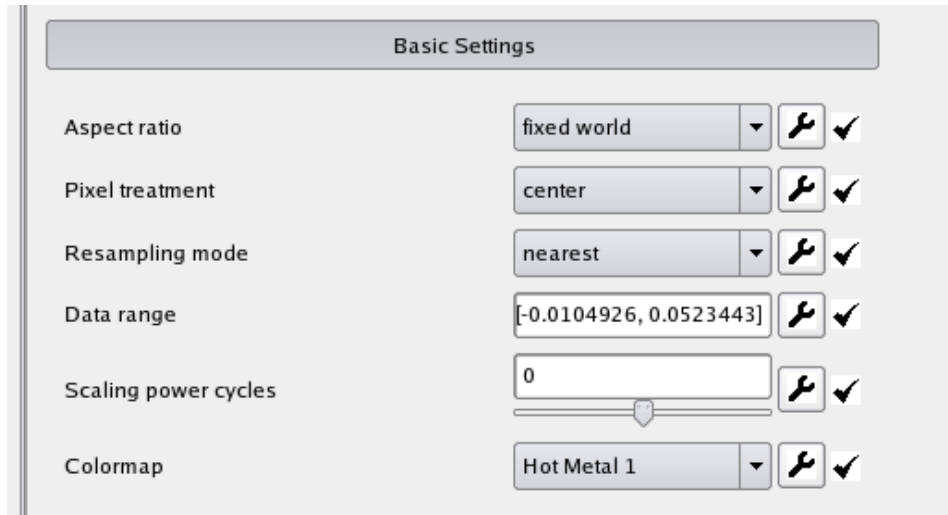 Basic Settings
Aspect ratio fixed world
Pixel treatment center
Resampling mode nearest
Data range [-0.0104926, 0.0523443]
Scaling power cycles 0
Colormap Hot Metal 1